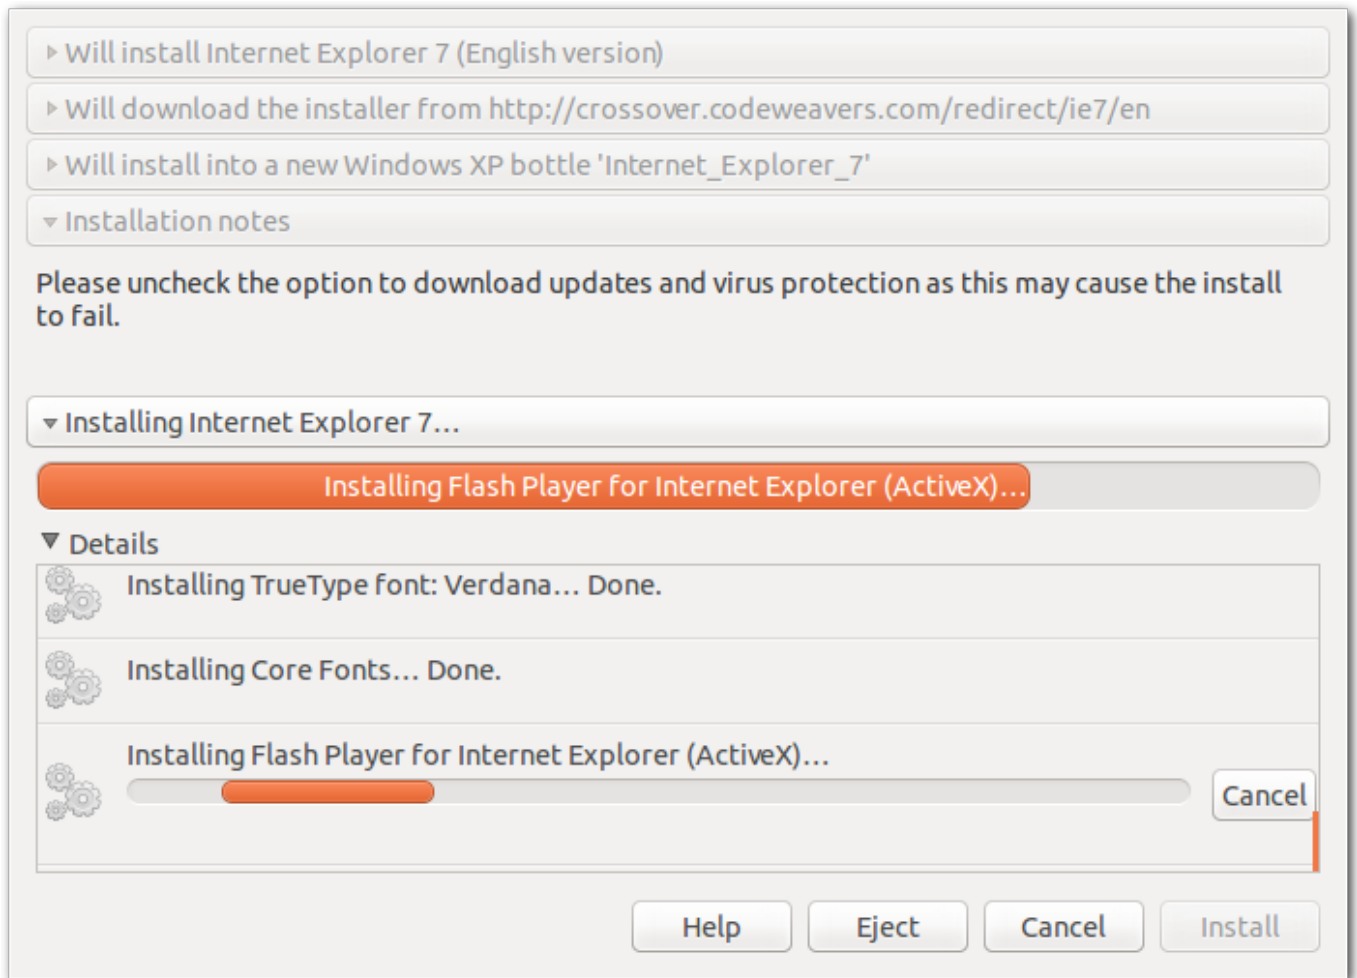 Will install Internet Explorer 7 (English version)
Will download the installer from http://crossover.codeweavers.com/redirect/ie7/en
Will install into a new Windows XP bottle 'Internet_Explorer_7'
Installation notes
Please uncheck the option to download updates and virus protection as this may cause the install
to fail.
Installing Internet Explorer 7...
Installing Flash Player for Internet Explorer (ActiveX)...
Details
Installing TrueType font: Verdana... Done.
Installing Core Fonts... Done.
Installing Flash Player for Internet Explorer (ActiveX)...
Cancel
Help Eject Cancel Install